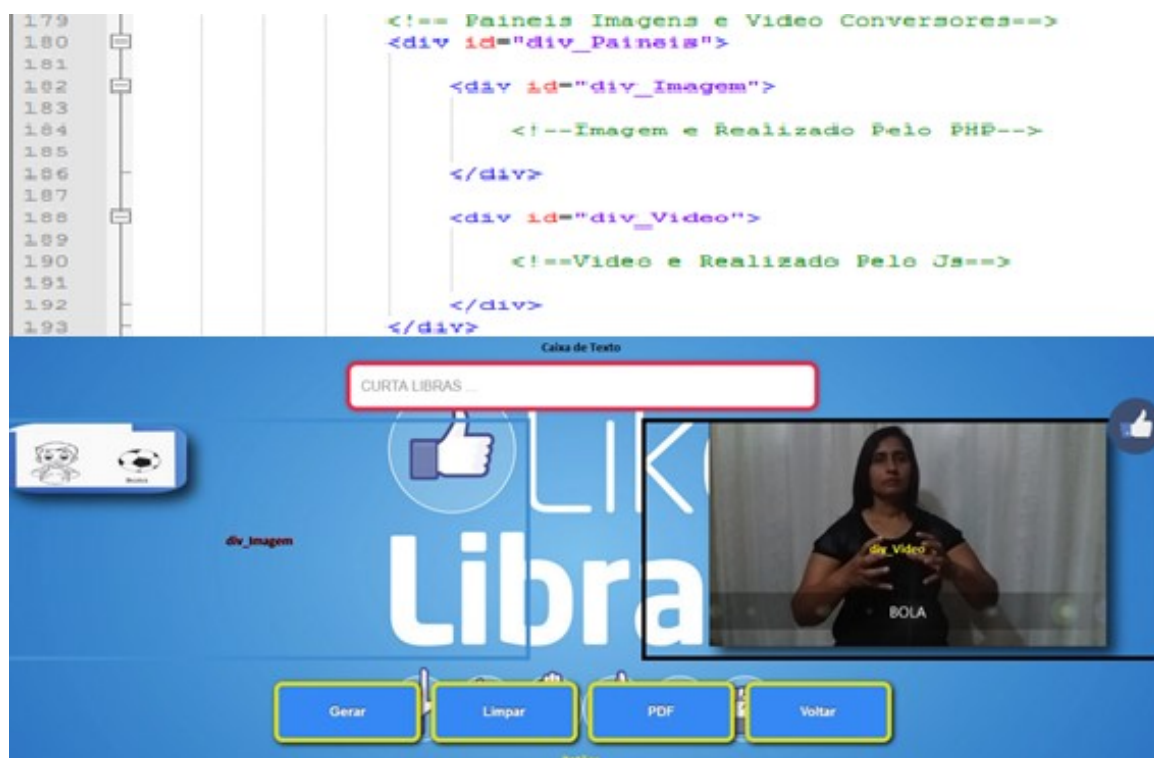 179 <!-- Paineis Imagens e Video Conversores-->
180 <div id="div_Paineis">
181
182 <div id="div_Imagem">
183
184 <!--Imagem e Realizado Pelo PHP-->
185
186 </div>
187
188 <div id="div_Video">
189
190 <!--Video e Realizado Pelo Js-->
191
192 </div>
193 </div>
Caixa de Texto
CURTA LIBRAS ...
LIK
Bola
div_Imagem
div_Video
Libra
BOLA
Gerar Limpar PDF Voltar